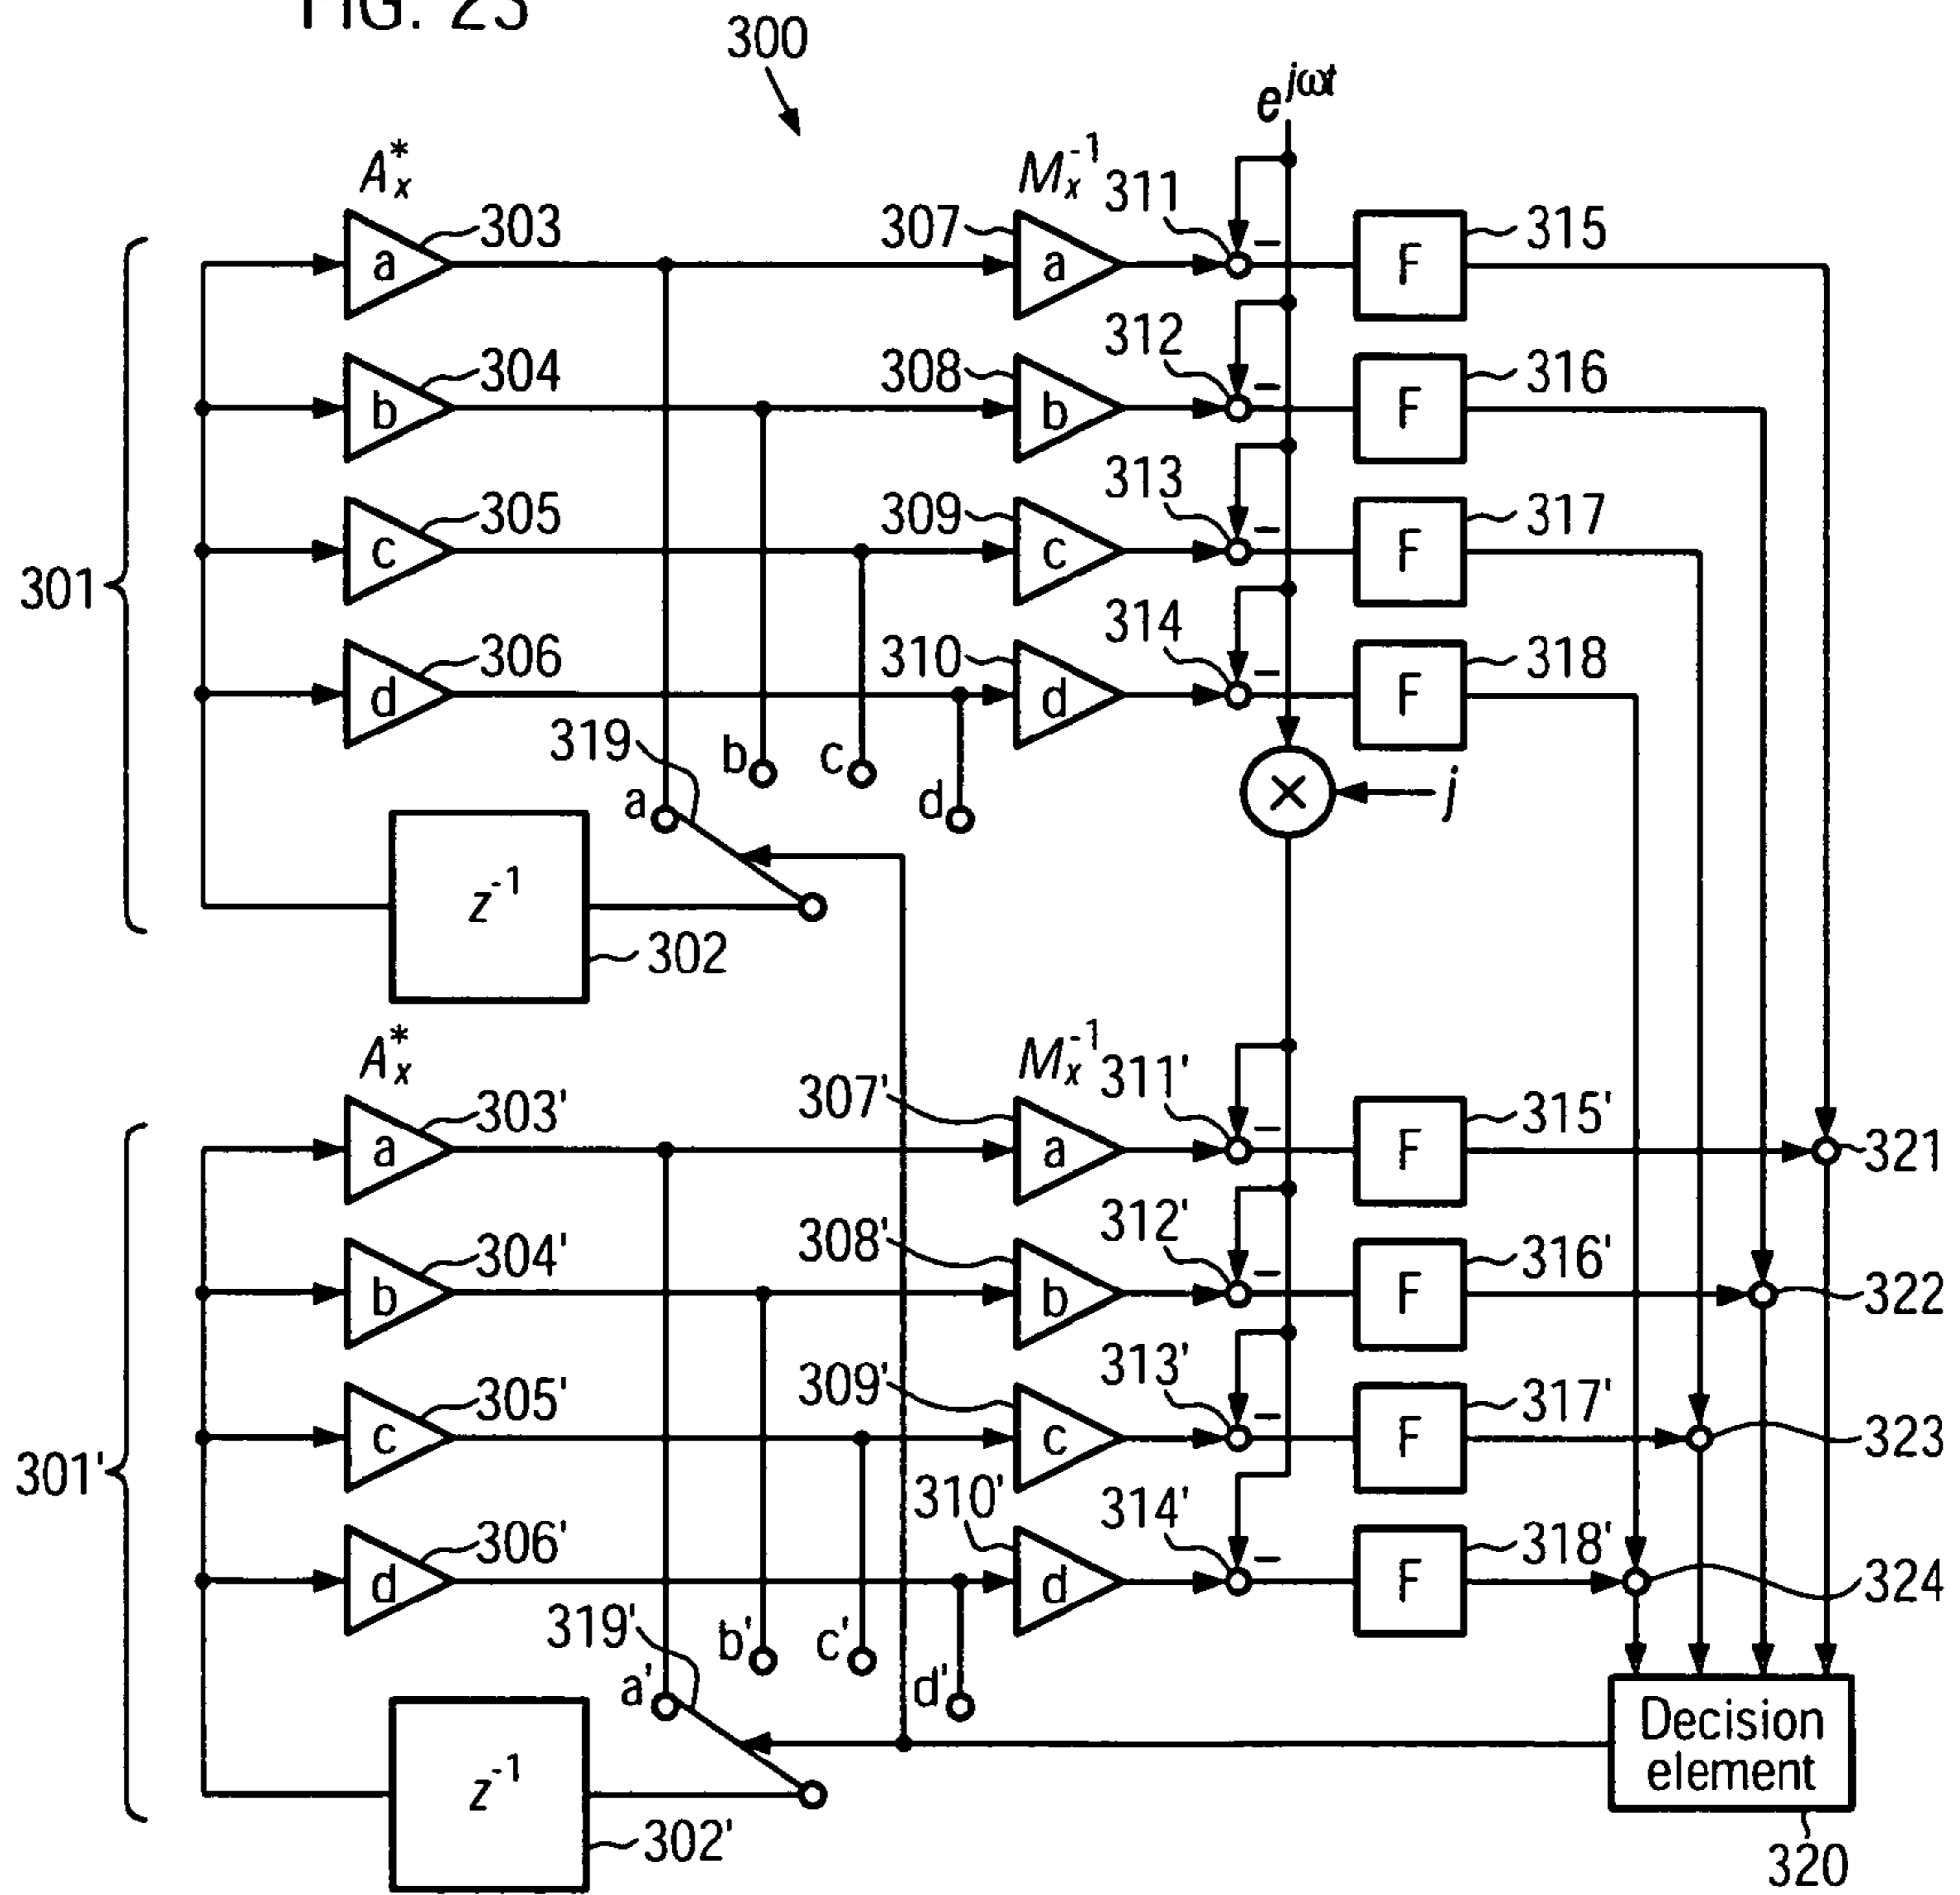 FIG. 23
300
e^jωt
A*x
M-1x
311
303
307
315
a
a
–
F
312
304
308
316
b
b
–
F
313
305
309
317
c
c
–
F
301
314
306
310
318
d
d
–
F
319
b
c
a
d
×
j
z-1
302
A*x
M-1x
311'
307'
303'
315'
a
a
–
F
321
312'
308'
304'
316'
b
b
–
F
322
313'
309'
305'
317'
c
c
–
F
323
301'
310'
314'
306'
318'
d
d
–
F
324
319'
b'
c'
a'
d'
Decision
element
z-1
302'
320